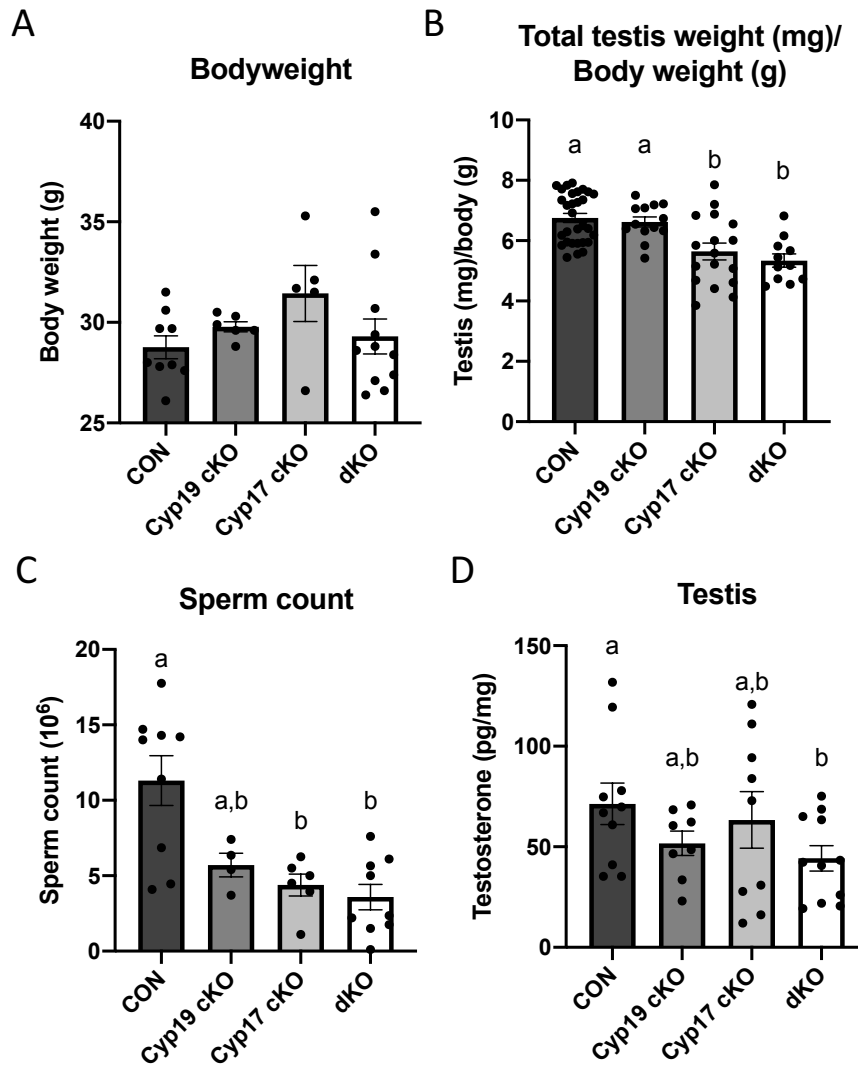 A
Bodyweight
Body weight (g)
40
35
30
25
CON
Cyp19 cKO
Cyp17 cKO
dKO
B
Total testis weight (mg)/
Body weight (g)
Testis (mg)/body (g)
10
8
6
4
2
0
a
a
b
b
CON
Cyp19 cKO
Cyp17 cKO
dKO
C
Sperm count
Sperm count (10⁶)
20
15
10
5
0
a
a,b
b
b
CON
Cyp19 cKO
Cyp17 cKO
dKO
D
Testis
Testosterone (pg/mg)
150
100
50
0
a
a,b
a,b
b
CON
Cyp19 cKO
Cyp17 cKO
dKO